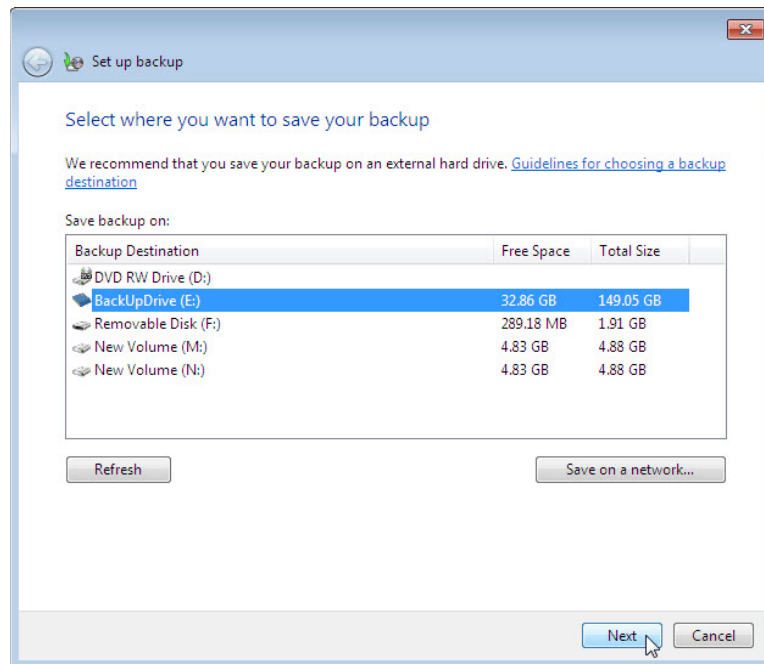 Set up backup
Select where you want to save your backup
We recommend that you save your backup on an external hard drive. Guidelines for choosing a backup
destination
Save backup on:
Backup Destination Free Space Total Size
DVD RW Drive (D:)
BackUpDrive (E:) 32.86 GB 149.05 GB
Removable Disk (F:) 289.18 MB 1.91 GB
New Volume (M:) 4.83 GB 4.88 GB
New Volume (N:) 4.83 GB 4.88 GB
Refresh Save on a network...
Next Cancel